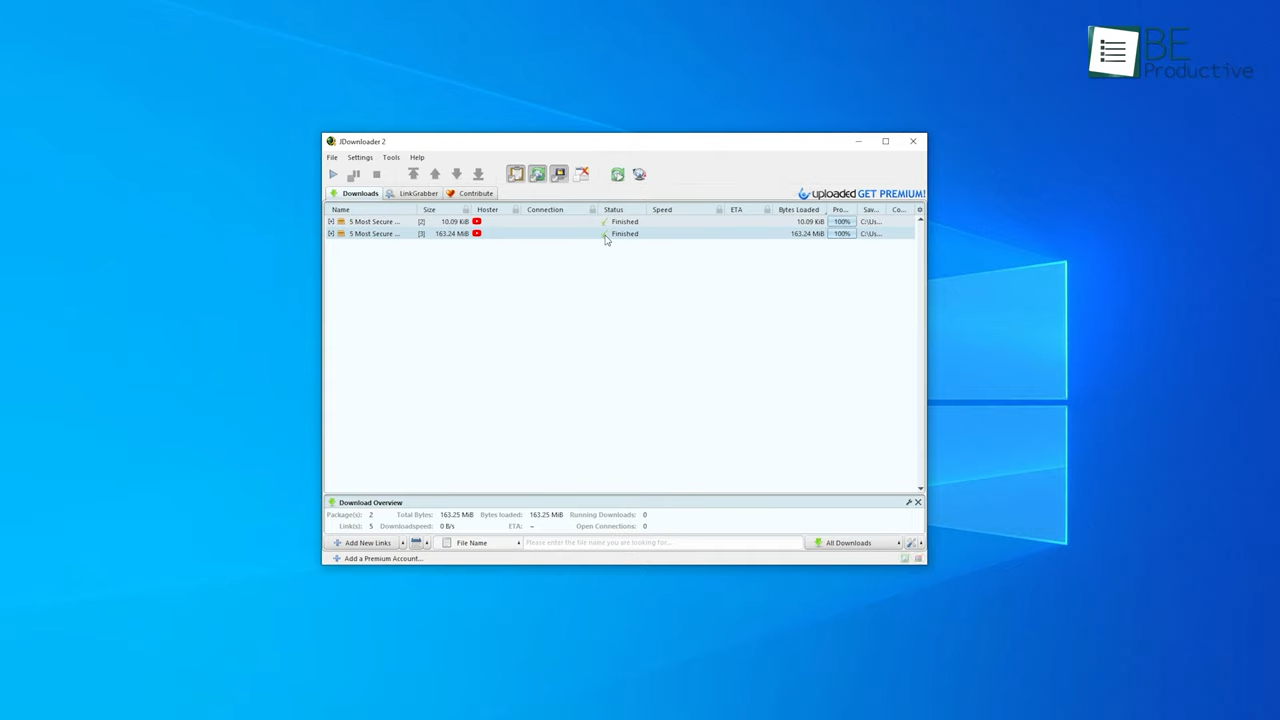 BE
Productive
JDownloader 2
File Settings Tools Help
Downloads LinkGrabber Contribute uploaded GET PREMIUM!
Name Size Hoster Connection Status Speed ETA Bytes Loaded Pro... Sav... Co...
5 Most Secure ... [2] 10.09 KiB Finished 10.09 KiB 100% C:\Us...
5 Most Secure ... [3] 163.24 MiB Finished 163.24 MiB 100% C:\Us...
Download Overview
Package(s): 2 Total Bytes: 163.25 MiB Bytes loaded: 163.25 MiB Running Downloads: 0
Link(s): 5 Downloadspeed: 0 B/s ETA: ~ Open Connections: 0
Add New Links File Name Please enter the file name you are looking for... All Downloads
Add a Premium Account...